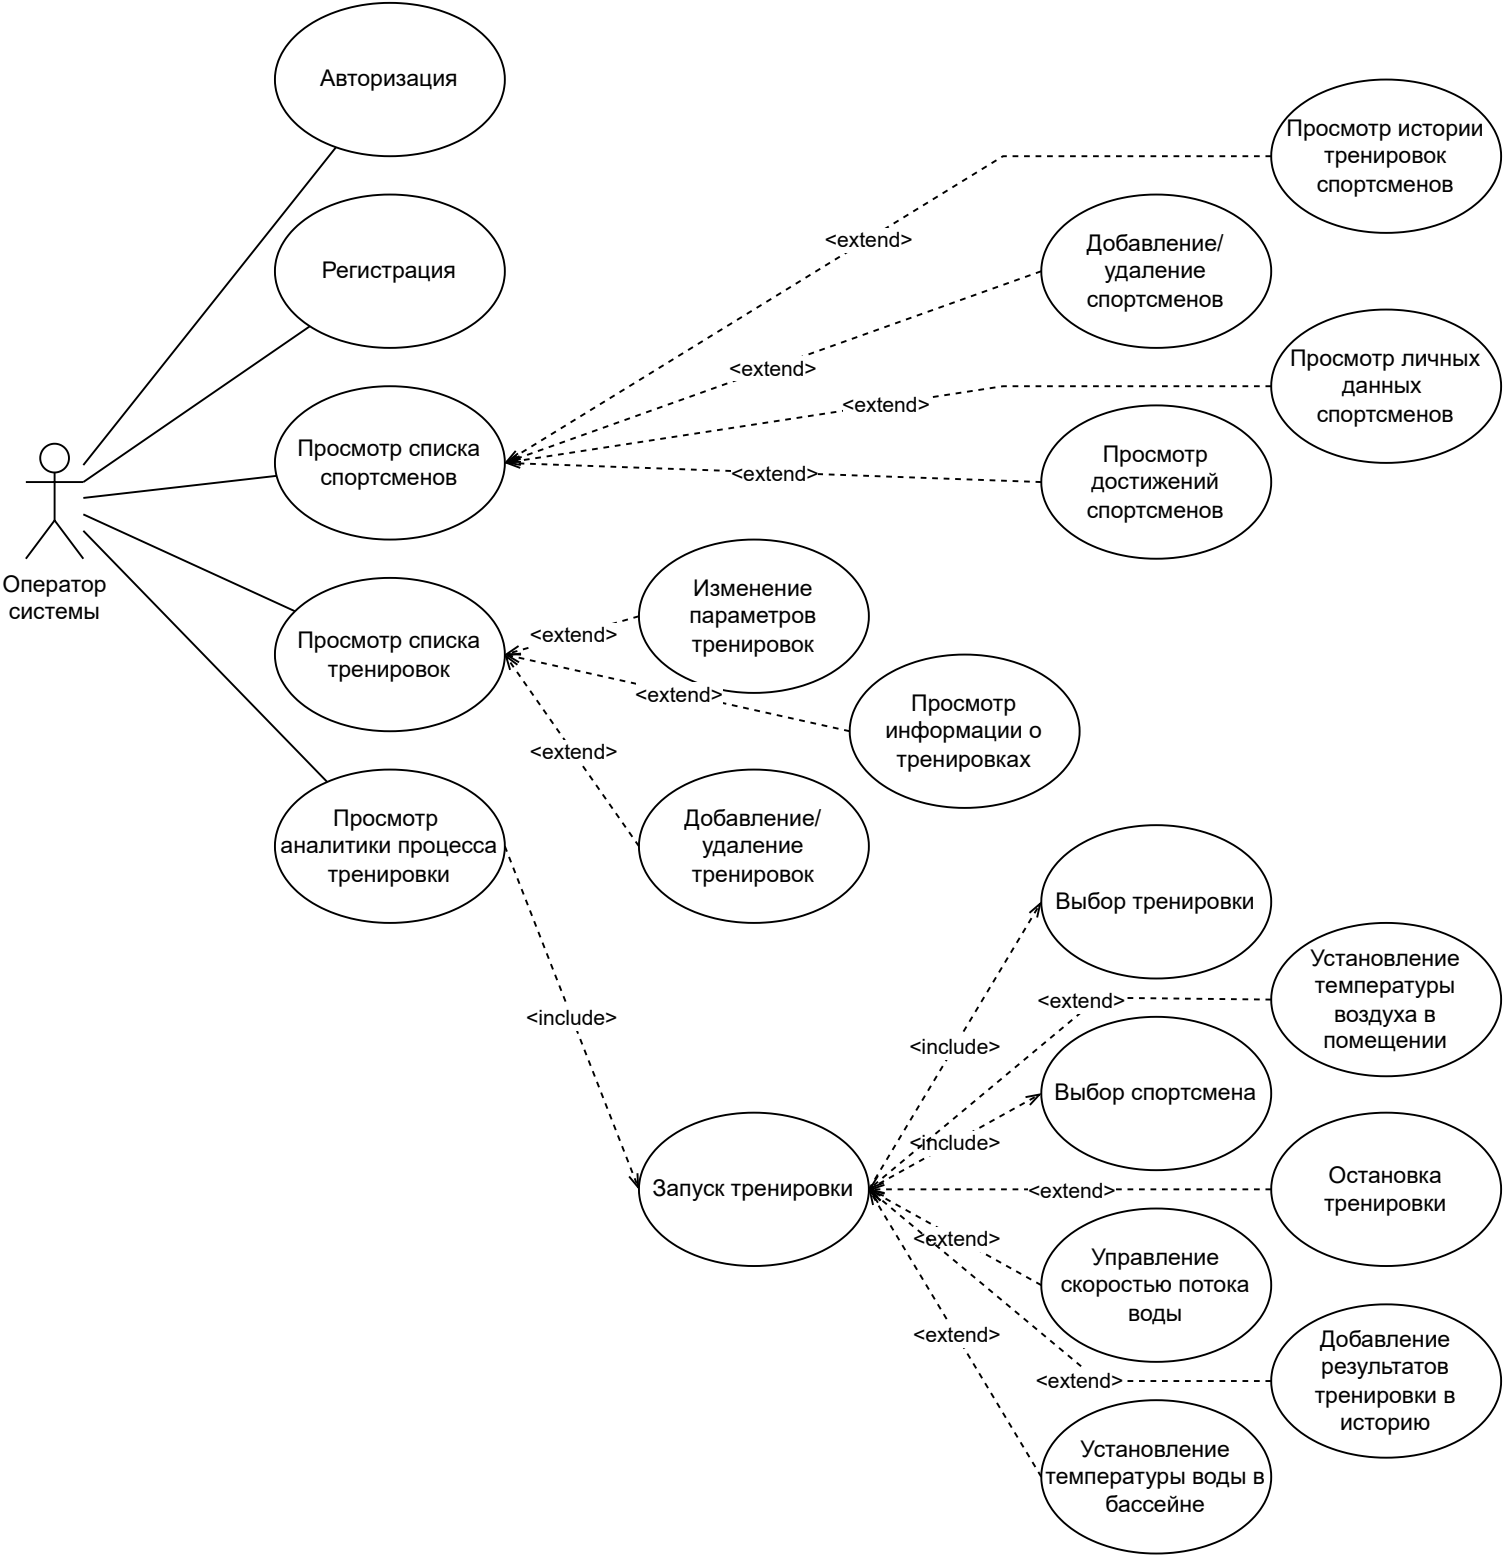 Авторизация
Регистрация
Оператор
системы
Просмотр списка
спортсменов
Просмотр списка
тренировок
Просмотр
аналитики процесса
тренировки
<extend>
<extend>
<extend>
<extend>
Просмотр истории
тренировок
спортсменов
Добавление/
удаление
спортсменов
Просмотр личных
данных
спортсменов
Просмотр
достижений
спортсменов
<extend>
<extend>
<extend>
Изменение
параметров
тренировок
Просмотр
информации о
тренировках
Добавление/
удаление
тренировок
<include>
Запуск тренировки
<include>
<extend>
<include>
<extend>
<extend>
<extend>
<extend>
Выбор тренировки
Установление
температуры
воздуха в
помещении
Выбор спортсмена
Остановка
тренировки
Управление
скоростью потока
воды
Добавление
результатов
тренировки в
историю
Установление
температуры воды в
бассейне